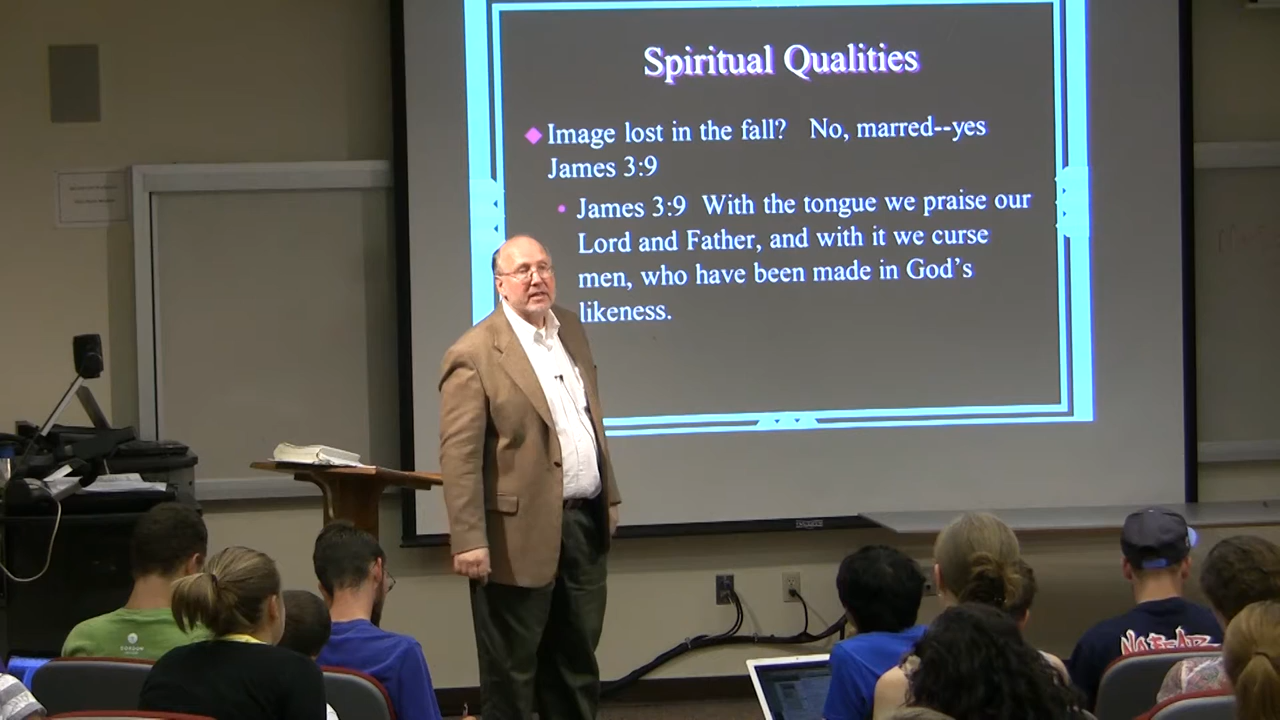 Spiritual Qualities
Image lost in the fall? No, marred--yes
James 3:9
James 3:9 With the tongue we praise our
Lord and Father, and with it we curse
men, who have been made in God's
likeness.
NO FEAR